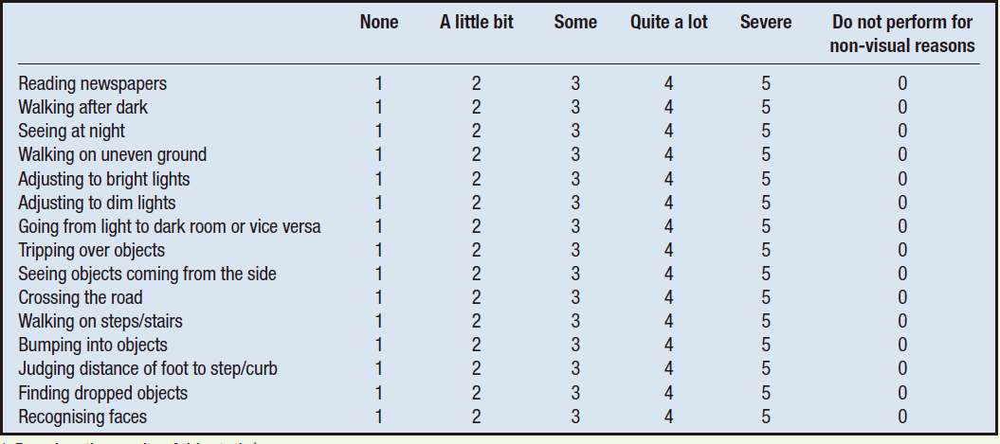 None A little bit Some Quite a lot Severe Do not perform for
non-visual reasons
Reading newspapers 1 2 3 4 5 0
Walking after dark 1 2 3 4 5 0
Seeing at night 1 2 3 4 5 0
Walking on uneven ground 1 2 3 4 5 0
Adjusting to bright lights 1 2 3 4 5 0
Adjusting to dim lights 1 2 3 4 5 0
Going from light to dark room or vice versa 1 2 3 4 5 0
Tripping over objects 1 2 3 4 5 0
Seeing objects coming from the side 1 2 3 4 5 0
Crossing the road 1 2 3 4 5 0
Walking on steps/stairs 1 2 3 4 5 0
Bumping into objects 1 2 3 4 5 0
Judging distance of foot to step/curb 1 2 3 4 5 0
Finding dropped objects 1 2 3 4 5 0
Recognising faces 1 2 3 4 5 0